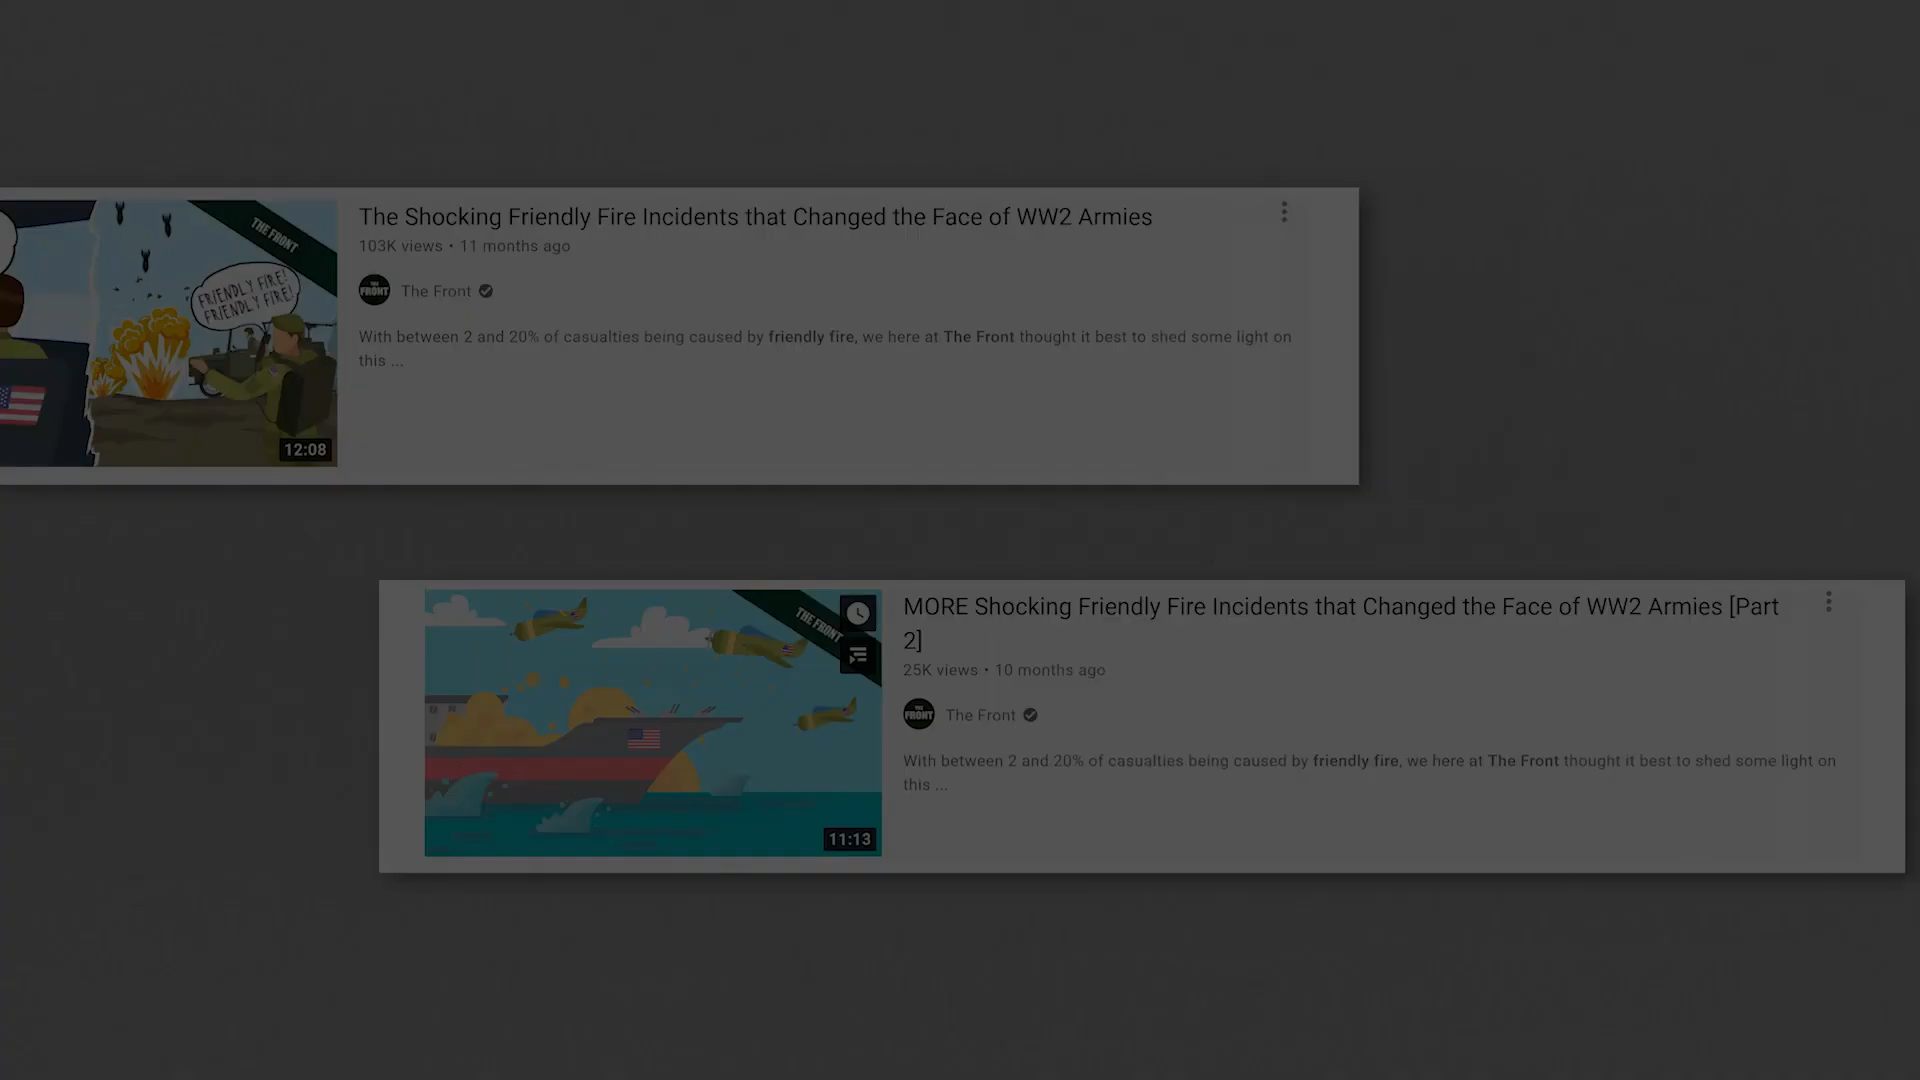 THE FRONT
FRIENDLY FIRE!
FRIENDLY FIRE!
12:08
The Shocking Friendly Fire Incidents that Changed the Face of WW2 Armies
103K views • 11 months ago
THE FRONT
The Front
With between 2 and 20% of casualties being caused by friendly fire, we here at The Front thought it best to shed some light on
this ...
THE FRONT
11:13
MORE Shocking Friendly Fire Incidents that Changed the Face of WW2 Armies [Part
2]
25K views • 10 months ago
THE FRONT
The Front
With between 2 and 20% of casualties being caused by friendly fire, we here at The Front thought it best to shed some light on
this ...